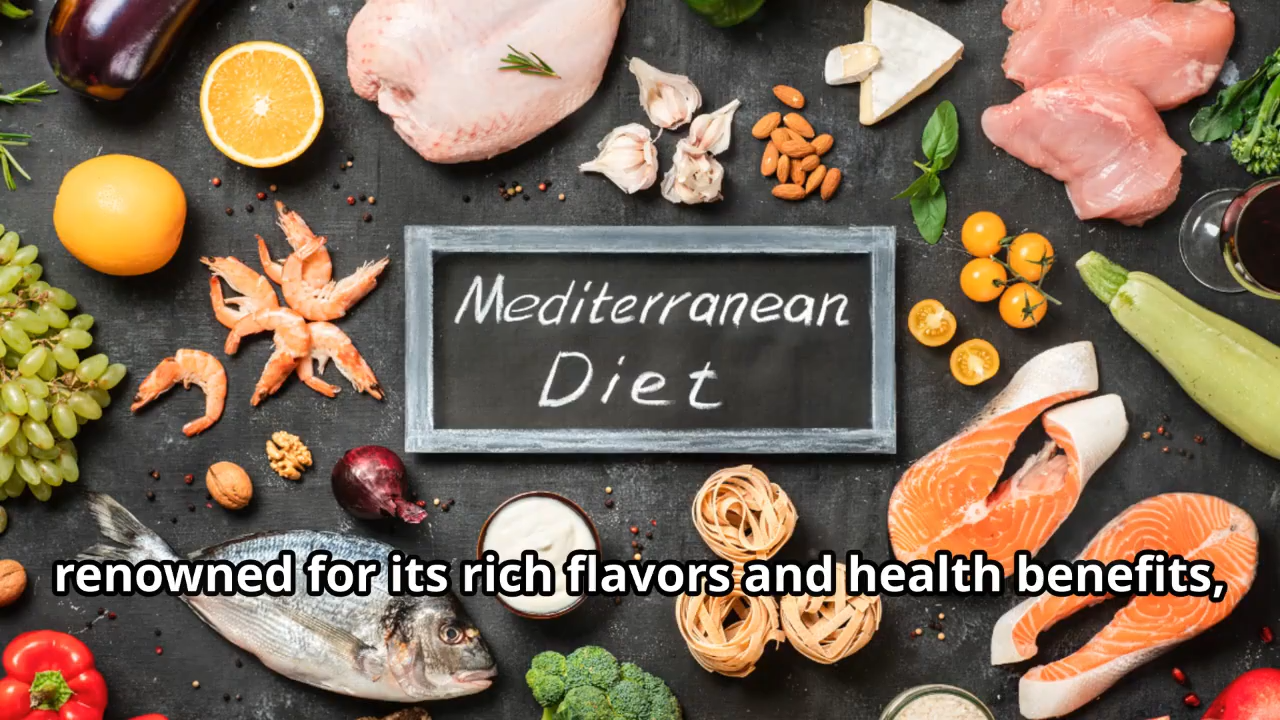 Mediterranean
Diet
renowned for its rich flavors and health benefits,